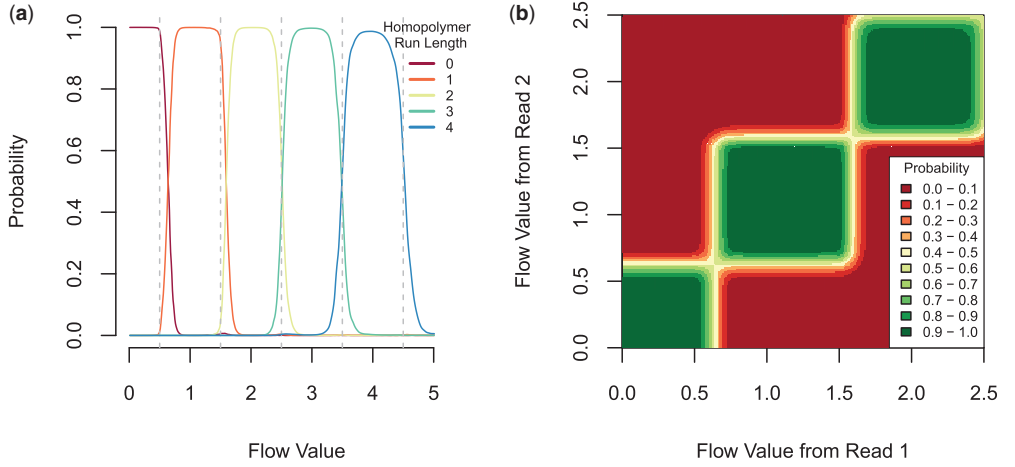 (a)
Homopolymer
Run Length
0
1
2
3
4
Probability
1.0
0.8
0.6
0.4
0.2
0.0
0 1 2 3 4 5
Flow Value
(b)
Flow Value from Read 2
2.5
2.0
1.5
1.0
0.5
0.0
Probability
0.0 – 0.1
0.1 – 0.2
0.2 – 0.3
0.3 – 0.4
0.4 – 0.5
0.5 – 0.6
0.6 – 0.7
0.7 – 0.8
0.8 – 0.9
0.9 – 1.0
0.0 0.5 1.0 1.5 2.0 2.5
Flow Value from Read 1